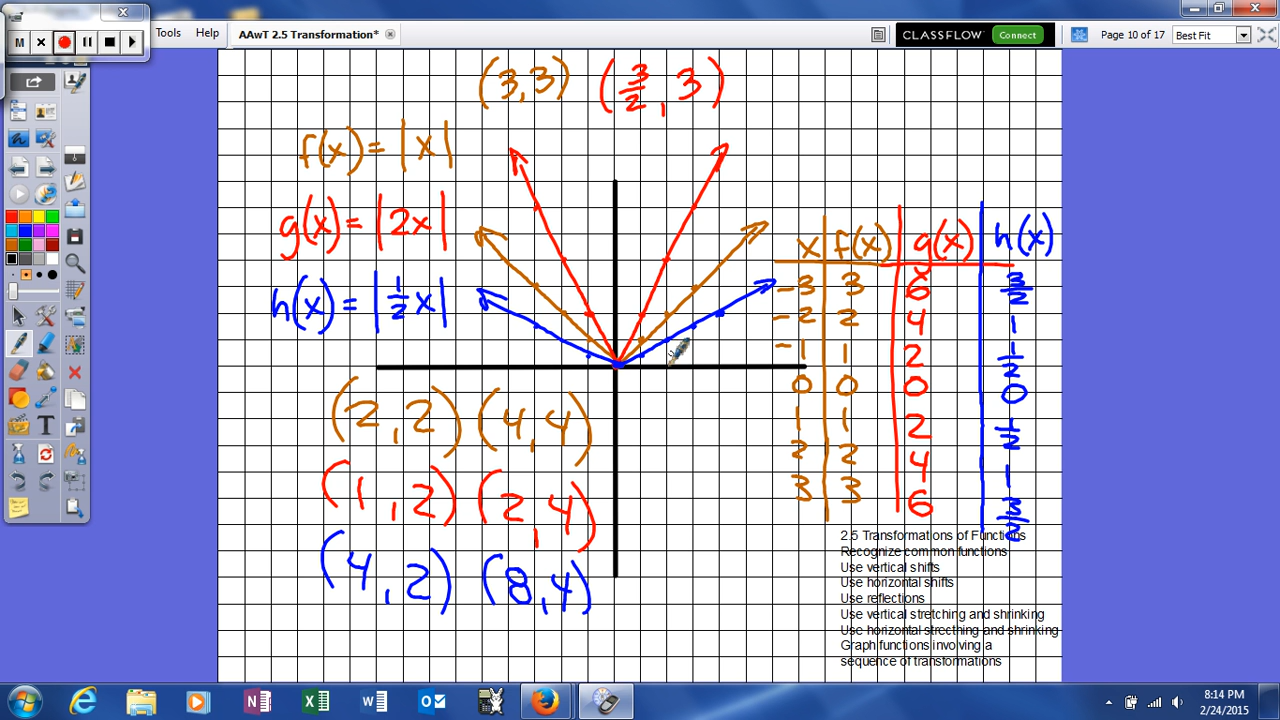 M
Tools Help
AAwT 2.5 Transformation*
CLASSFLOW Connect
Page 10 of 17
Best Fit
(3,3) (3/2, 3)
f(x) = |x|
g(x) = |2x|
h(x) = |1/2 x|
x f(x) g(x) h(x)
-3 3 6 3/2
-2 2 4 1
-1 1 2 1/2
0 0 0 0
1 1 2 1/2
2 2 4 1
3 3 6 3/2
(2,2) (4,4)
(1,2) (2,4)
(4,2) (8,4)
2.5 Transformations of Functions
Recognize common functions
Use vertical shifts
Use horizontal shifts
Use reflections
Use vertical stretching and shrinking
Use horizontal strecthing and shrinking
Graph functions involving a
sequence of transformations
8:14 PM
2/24/2015